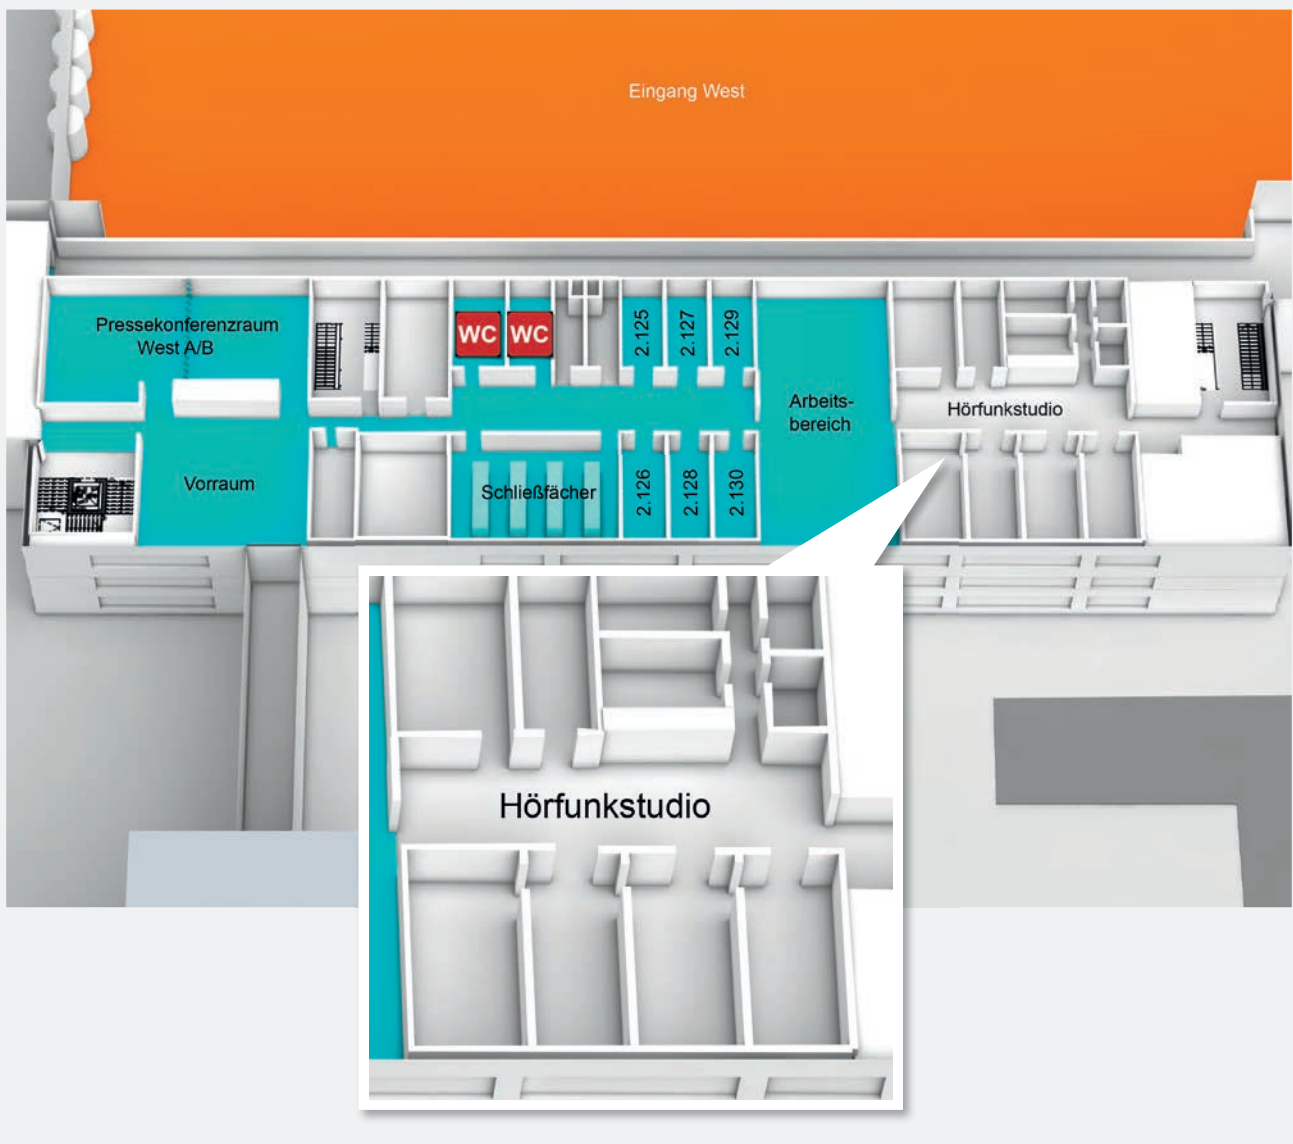 Eingang West
Pressekonferenzraum
West A/B
WC
WC
2.125
2.127
2.129
Arbeits-
bereich
Hörfunkstudio
Vorraum
Schließfächer
2.126
2.128
2.130
Hörfunkstudio